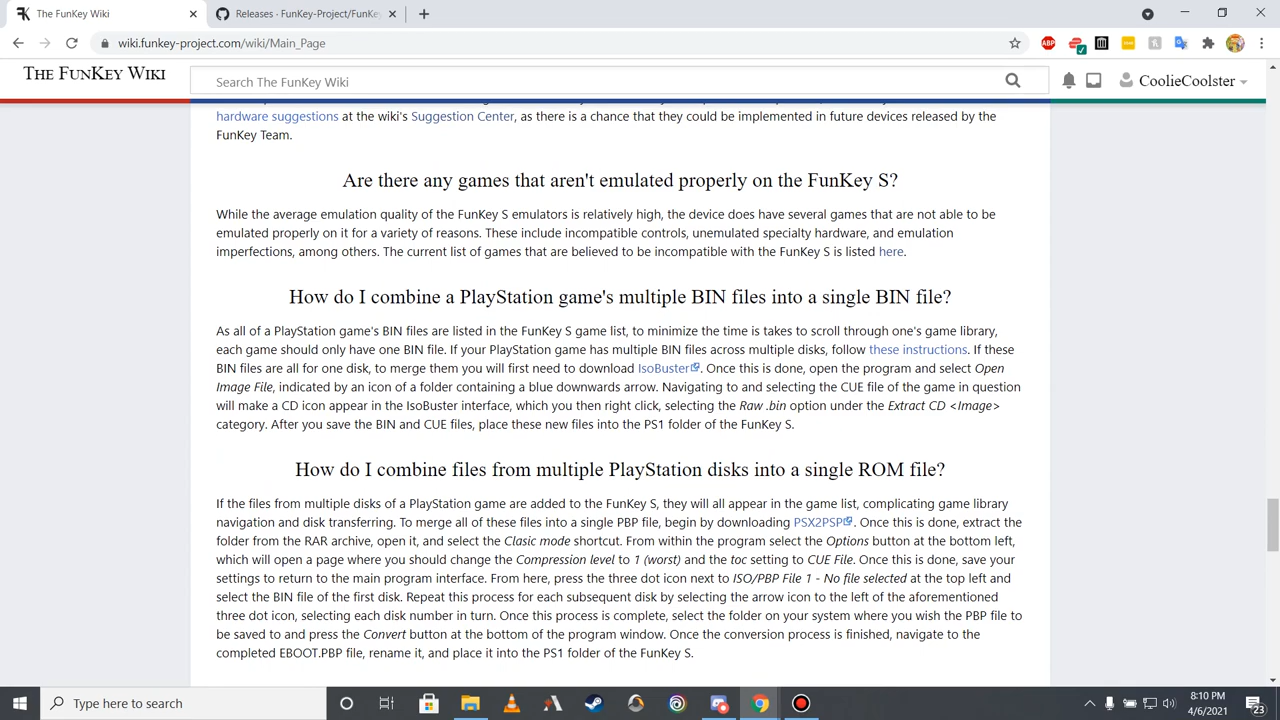 The FunKey Wiki
Releases · FunKey-Project/FunKey
wiki.funkey-project.com/wiki/Main_Page
ABP
THE FUNKEY WIKI
Search The FunKey Wiki
CoolieCoolster
hardware suggestions at the wiki's Suggestion Center, as there is a chance that they could be implemented in future devices released by the
FunKey Team.
Are there any games that aren't emulated properly on the FunKey S?
While the average emulation quality of the FunKey S emulators is relatively high, the device does have several games that are not able to be
emulated properly on it for a variety of reasons. These include incompatible controls, unemulated specialty hardware, and emulation
imperfections, among others. The current list of games that are believed to be incompatible with the FunKey S is listed here.
How do I combine a PlayStation game's multiple BIN files into a single BIN file?
As all of a PlayStation game's BIN files are listed in the FunKey S game list, to minimize the time is takes to scroll through one's game library,
each game should only have one BIN file. If your PlayStation game has multiple BIN files across multiple disks, follow these instructions. If these
BIN files are all for one disk, to merge them you will first need to download IsoBuster. Once this is done, open the program and select Open
Image File, indicated by an icon of a folder containing a blue downwards arrow. Navigating to and selecting the CUE file of the game in question
will make a CD icon appear in the IsoBuster interface, which you then right click, selecting the Raw .bin option under the Extract CD <Image>
category. After you save the BIN and CUE files, place these new files into the PS1 folder of the FunKey S.
How do I combine files from multiple PlayStation disks into a single ROM file?
If the files from multiple disks of a PlayStation game are added to the FunKey S, they will all appear in the game list, complicating game library
navigation and disk transferring. To merge all of these files into a single PBP file, begin by downloading PSX2PSP. Once this is done, extract the
folder from the RAR archive, open it, and select the Clasic mode shortcut. From within the program select the Options button at the bottom left,
which will open a page where you should change the Compression level to 1 (worst) and the toc setting to CUE File. Once this is done, save your
settings to return to the main program interface. From here, press the three dot icon next to ISO/PBP File 1 - No file selected at the top left and
select the BIN file of the first disk. Repeat this process for each subsequent disk by selecting the arrow icon to the left of the aforementioned
three dot icon, selecting each disk number in turn. Once this process is complete, select the folder on your system where you wish the PBP file to
be saved to and press the Convert button at the bottom of the program window. Once the conversion process is finished, navigate to the
completed EBOOT.PBP file, rename it, and place it into the PS1 folder of the FunKey S.
Type here to search
8:10 PM
4/6/2021
23